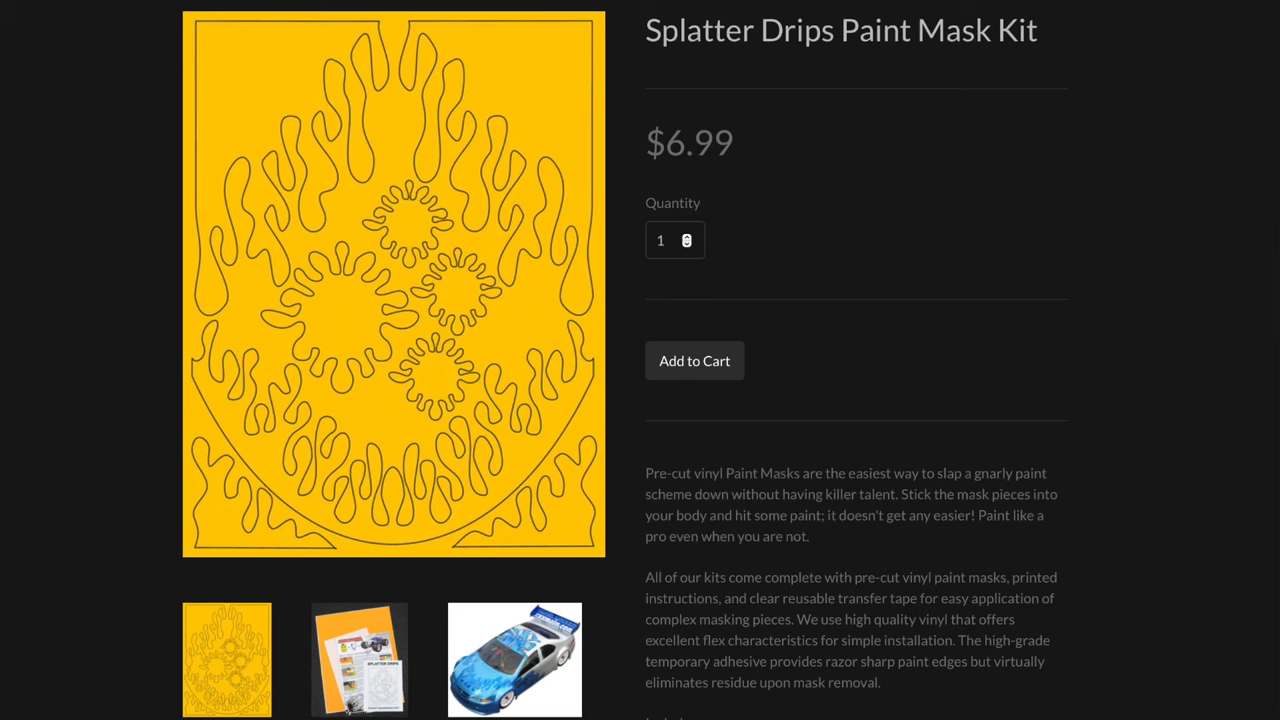 Splatter Drips Paint Mask Kit
$6.99
Quantity
1
Add to Cart
Pre-cut vinyl Paint Masks are the easiest way to slap a gnarly paint
scheme down without having killer talent. Stick the mask pieces into
your body and hit some paint; it doesn't get any easier! Paint like a
pro even when you are not.
All of our kits come complete with pre-cut vinyl paint masks, printed
instructions, and clear reusable transfer tape for easy application of
complex masking pieces. We use high quality vinyl that offers
excellent flex characteristics for simple installation. The high-grade
temporary adhesive provides razor sharp paint edges but virtually
eliminates residue upon mask removal.
SPLATTER DRIPS